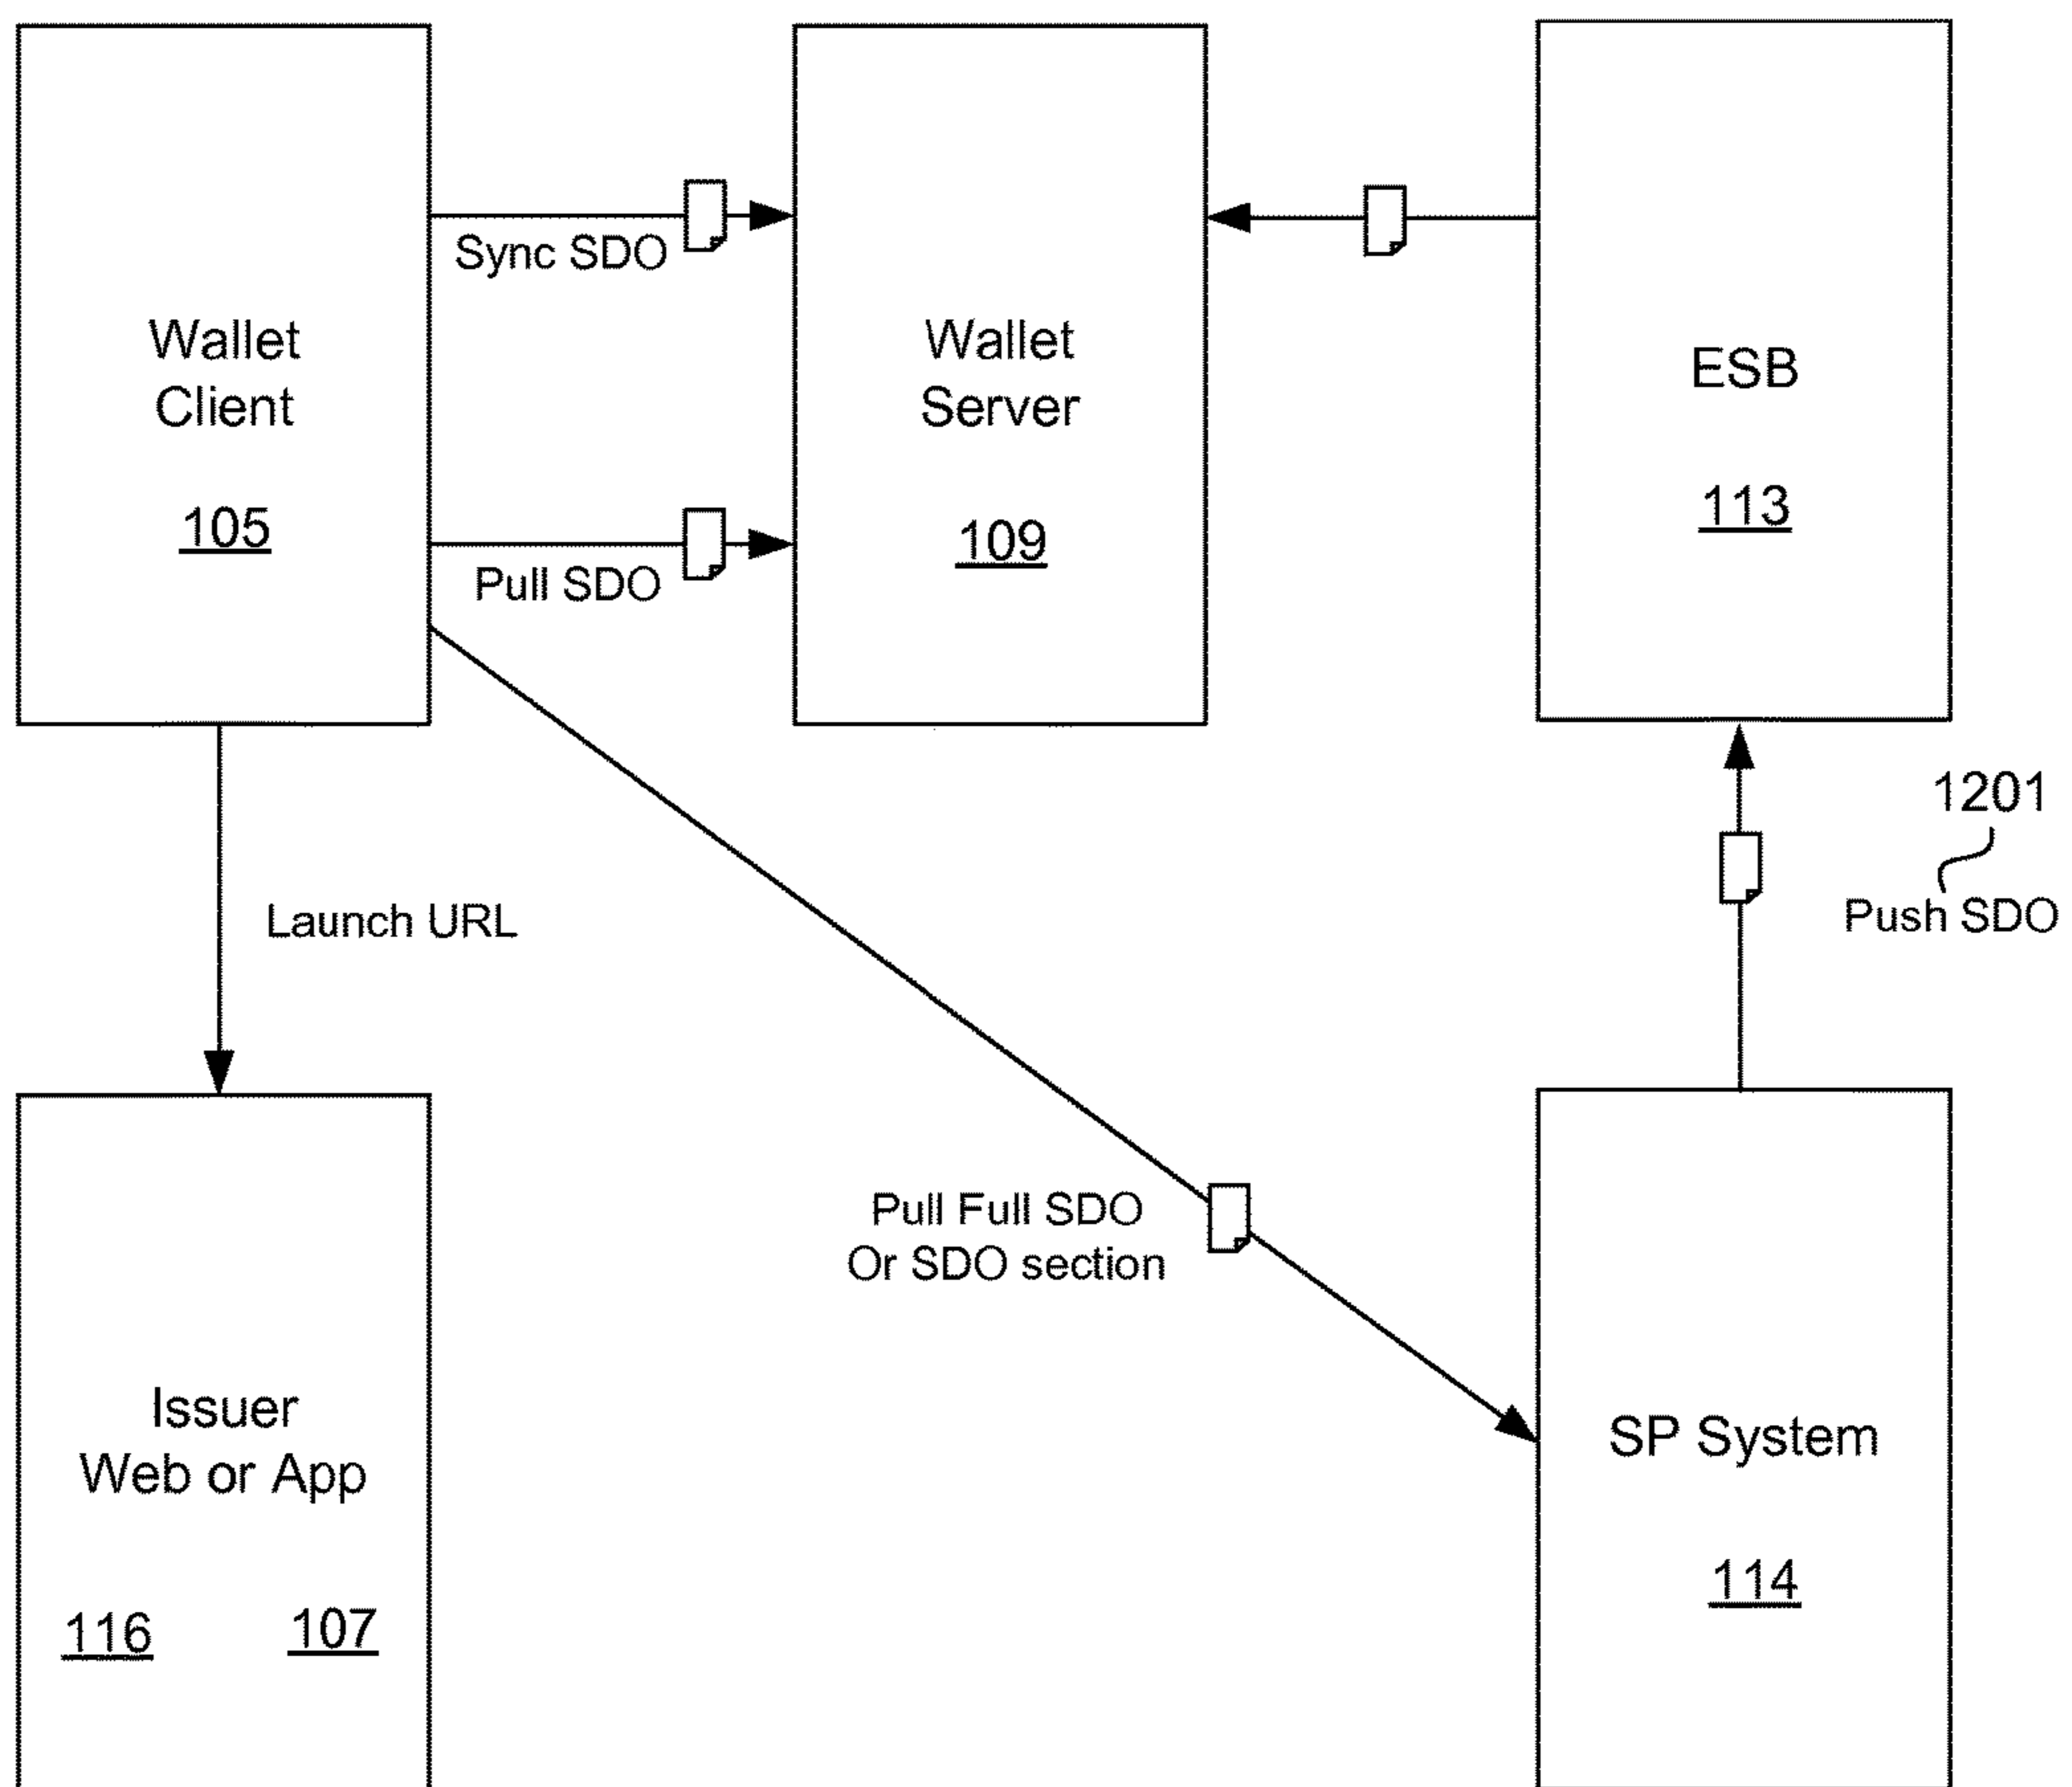 Wallet
Client
105
Sync SDO
Pull SDO
Wallet
Server
109
ESB
113
1201
Push SDO
Launch URL
Pull Full SDO
Or SDO section
Issuer
Web or App
116 107
SP System
114